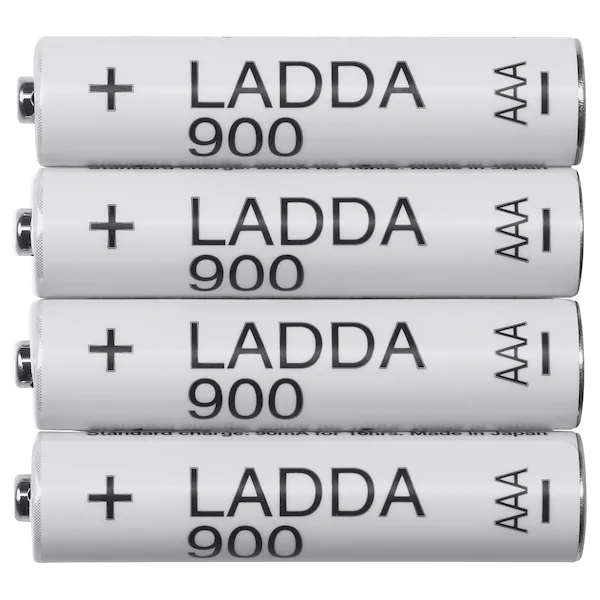 + LADDA AAA —
900
Standard charge: 90mA for 16hrs. Made in Japan
+ LADDA AAA —
900
+ LADDA AAA —
900
Standard charge: 90mA for 16hrs. Made in Japan
+ LADDA AAA —
900